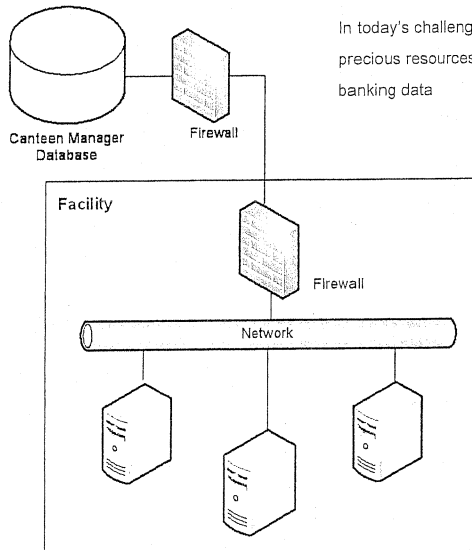 In today's challeng
precious resources
banking data
Canteen Manager
Database
Firewall
Facility
Firewall
Network